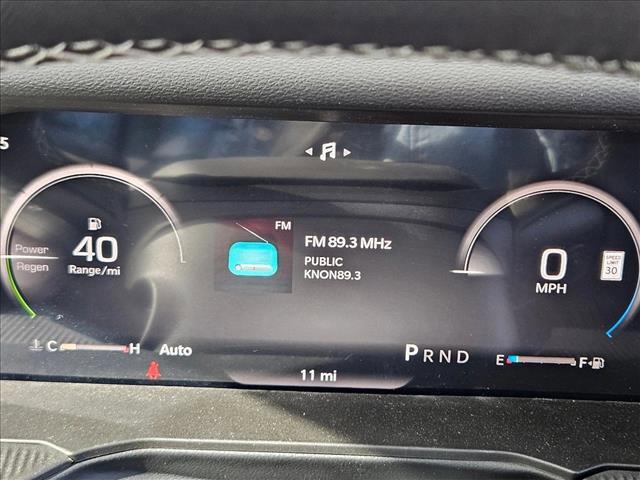 5
FM
FM 89.3 MHz
PUBLIC
KNON89.3
Power
Regen
40
Range/mi
0
MPH
SPEED
LIMIT
30
C H
Auto
P R N D
E F
11 mi